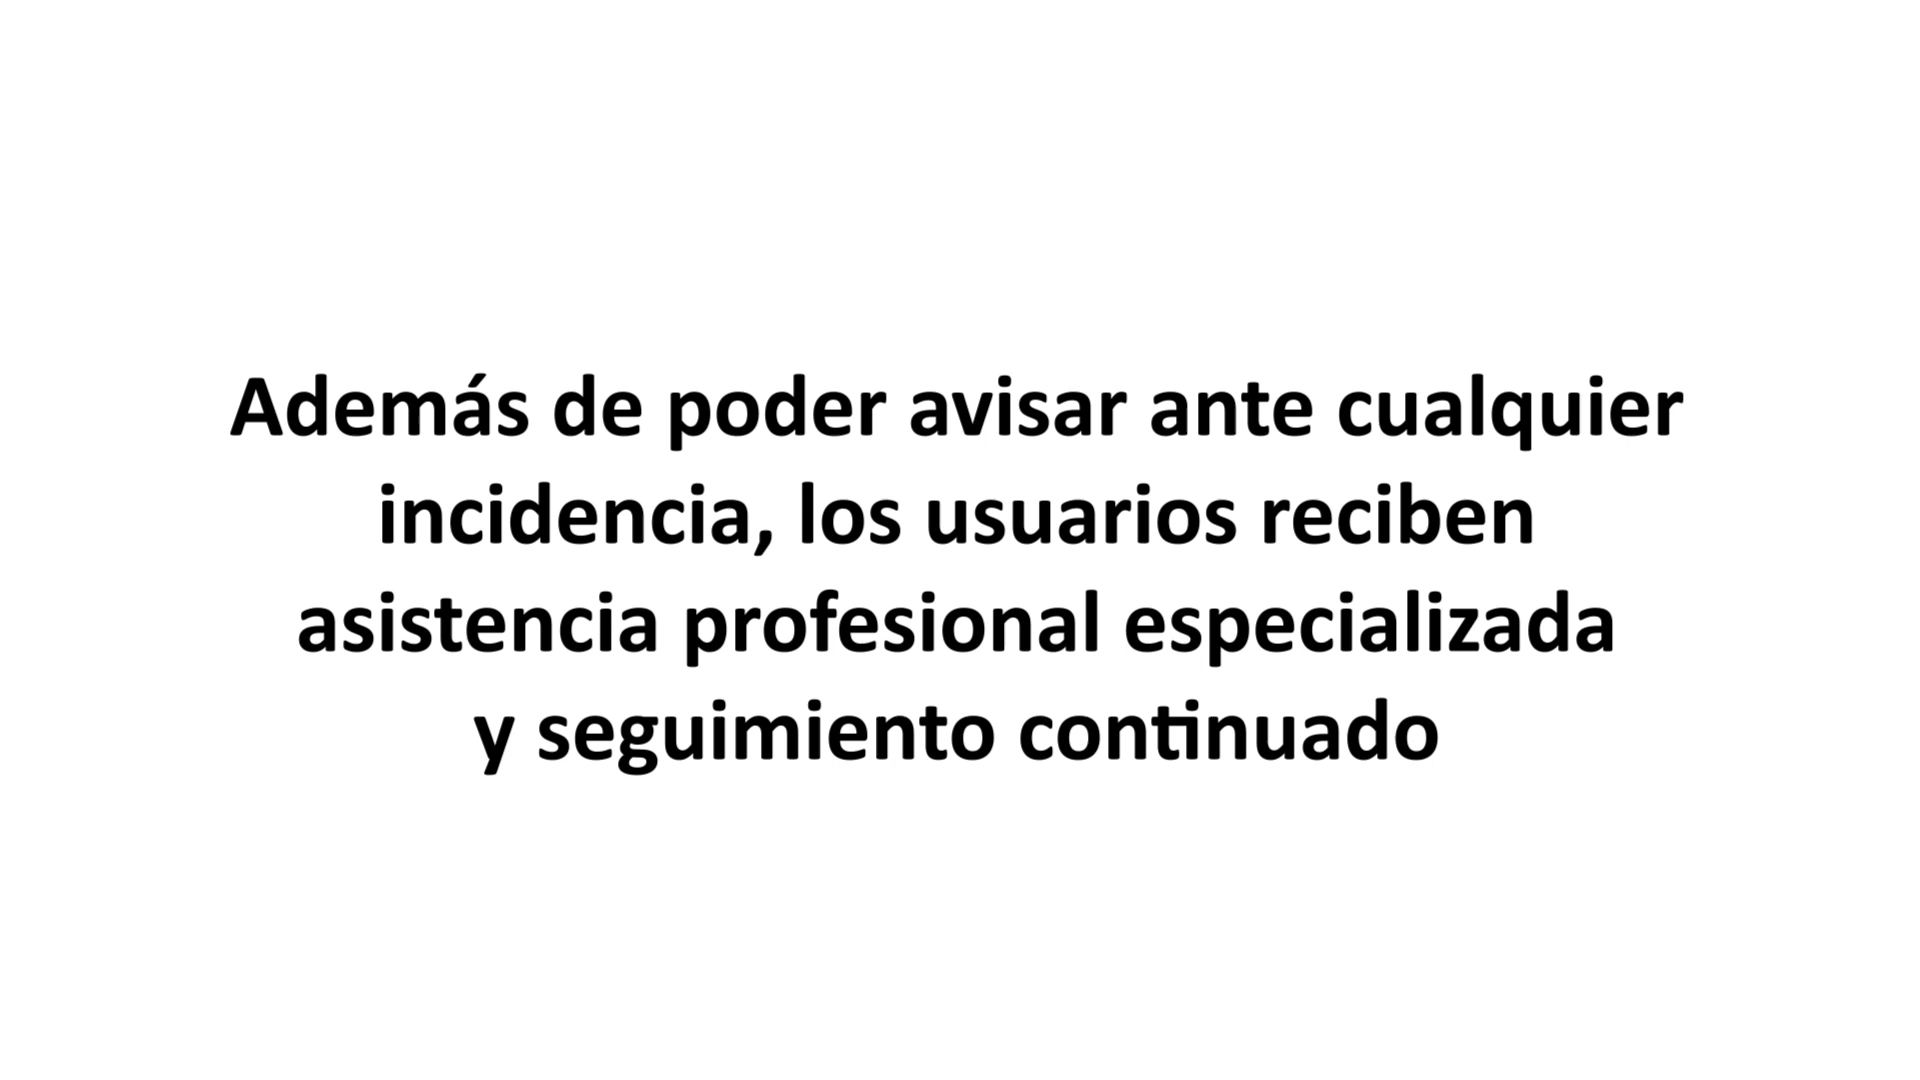 Además de poder avisar ante cualquier
incidencia, los usuarios reciben
asistencia profesional especializada
y seguimiento continuado